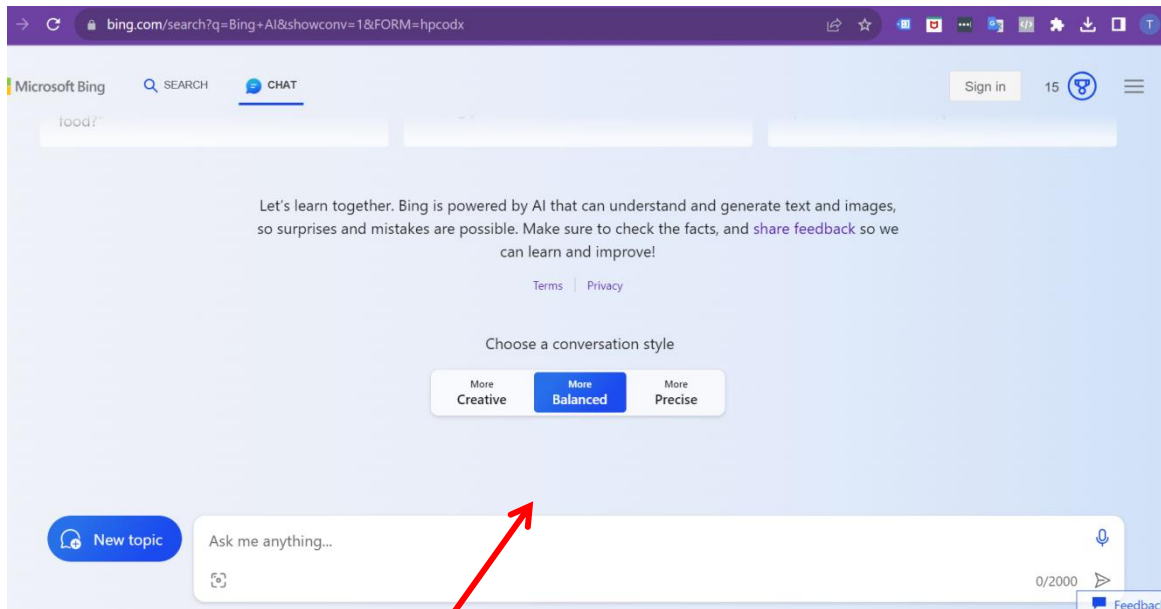 bing.com/search?q=Bing+AI&showconv=1&FORM=hpcodx
Microsoft Bing SEARCH CHAT Sign in 15
food?"
Let's learn together. Bing is powered by AI that can understand and generate text and images,
so surprises and mistakes are possible. Make sure to check the facts, and share feedback so we
can learn and improve!
Terms Privacy
Choose a conversation style
More More More
Creative Balanced Precise
New topic Ask me anything...
0/2000
Feedbac